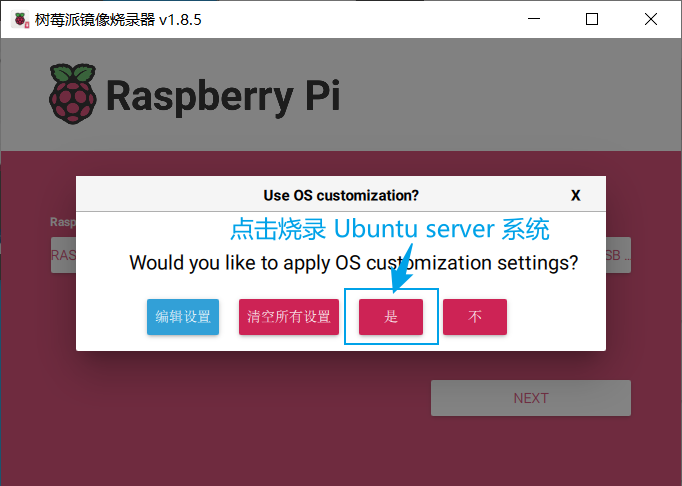 树莓派镜像烧录器 v1.8.5
Raspberry Pi
Use OS customization?
X
Rasp
点击烧录 Ubuntu server 系统
RAS
SB ...
Would you like to apply OS customization settings?
编辑设置
清空所有设置
是
不
NEXT